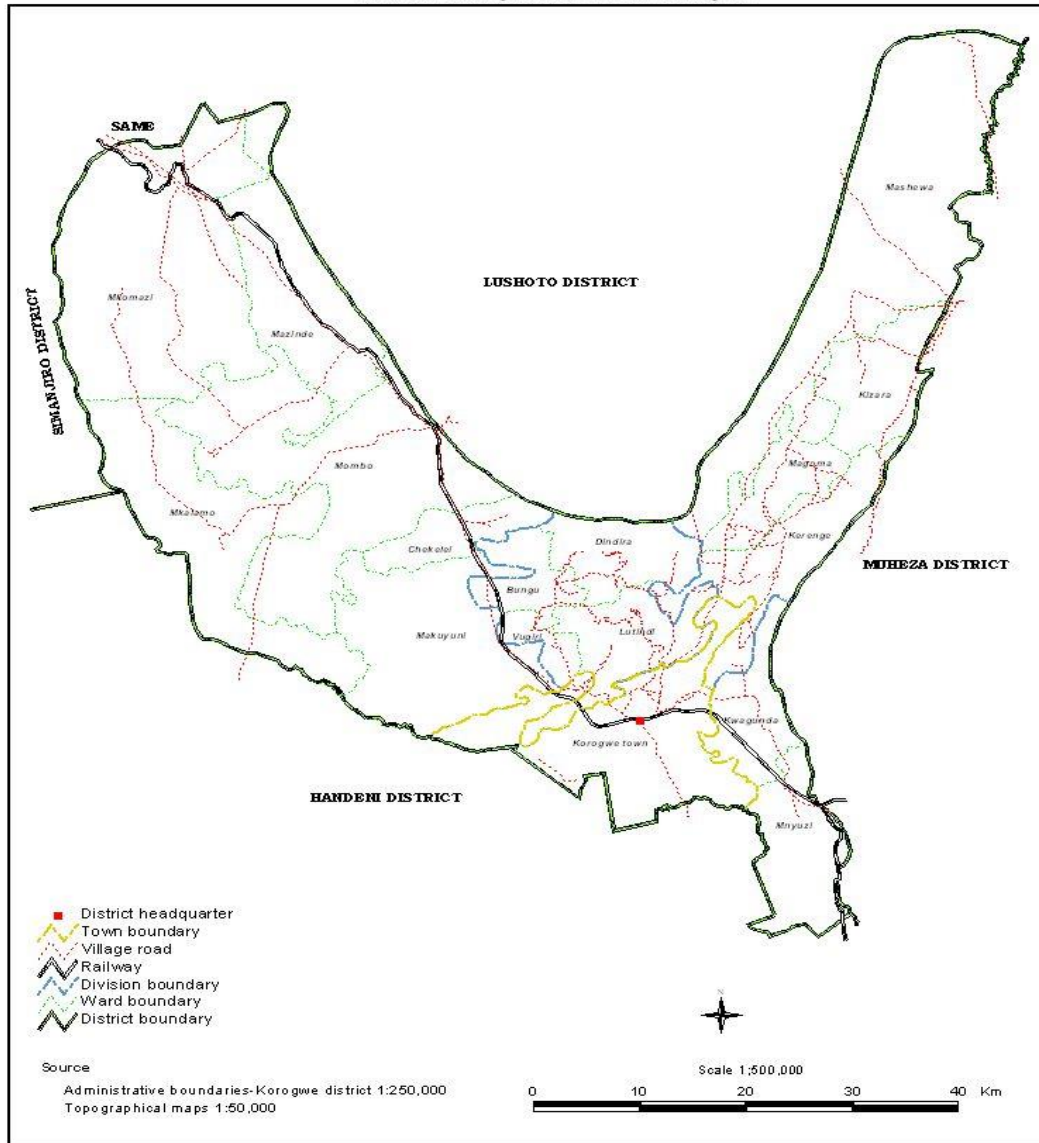 SAME
Mashewa
LUSHOTO DISTRICT
Mkomazi
SIMANJIRO DISTRICT
Mazinde
Kizara
Mombo
Magoma
Mkalamo
Kerenge
Dindira
Chekelei
MUHEZA DISTRICT
Bungu
Makuyuni
Vugiri
Lutindi
Kwagunda
Korogwe town
HANDENI DISTRICT
Mnyuzi
District headquarter
Town boundary
Village road
Railway
Division boundary
Ward boundary
District boundary
N
Source
Administrative boundaries-Korogwe district 1:250,000
Topographical maps 1:50,000
Scale 1:500,000
0 10 20 30 40 Km